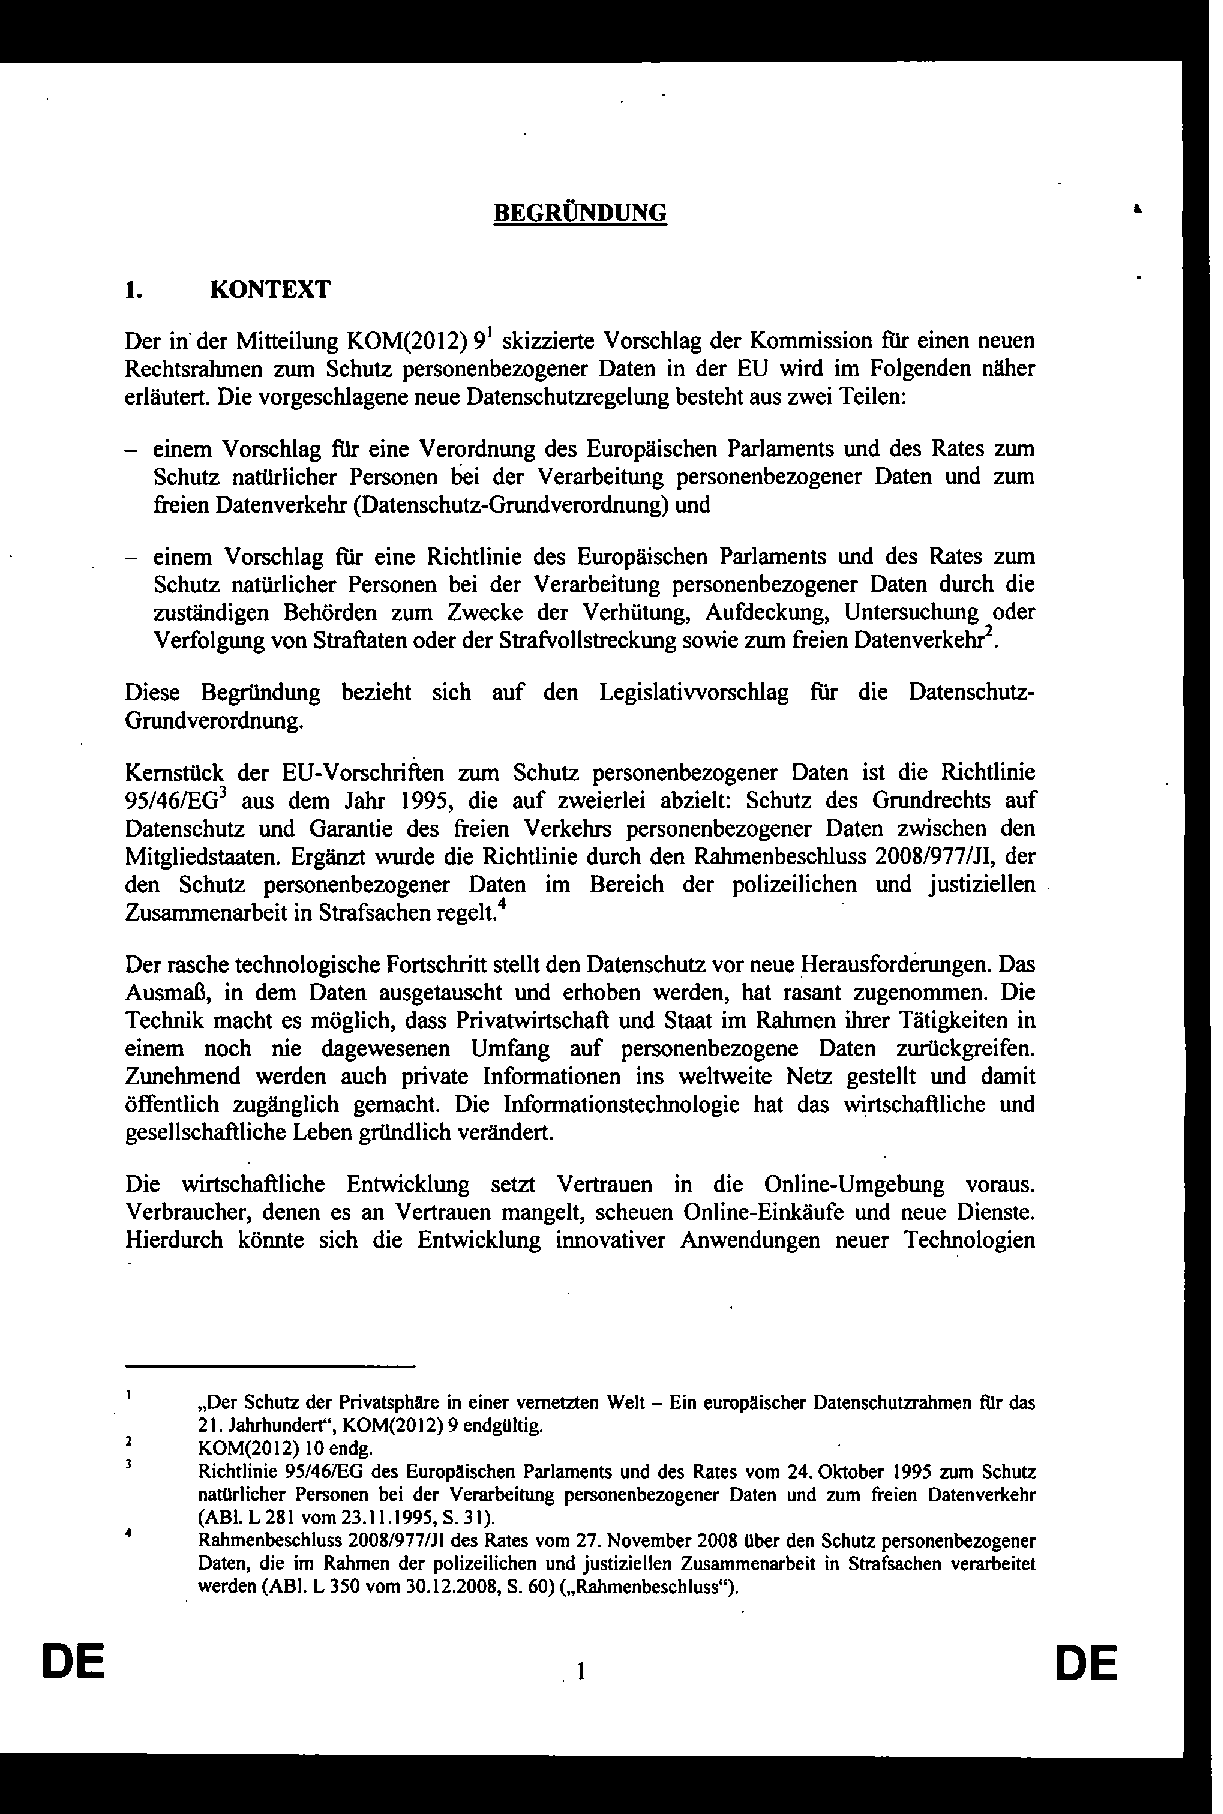 BEGRÜNDUNG
1. KONTEXT
Der in der Mitteilung KOM(2012) 9¹ skizzierte Vorschlag der Kommission für einen neuen
Rechtsrahmen zum Schutz personenbezogener Daten in der EU wird im Folgenden näher
erläutert. Die vorgeschlagene neue Datenschutzregelung besteht aus zwei Teilen:
– einem Vorschlag für eine Verordnung des Europäischen Parlaments und des Rates zum
Schutz natürlicher Personen bei der Verarbeitung personenbezogener Daten und zum
freien Datenverkehr (Datenschutz-Grundverordnung) und
– einem Vorschlag für eine Richtlinie des Europäischen Parlaments und des Rates zum
Schutz natürlicher Personen bei der Verarbeitung personenbezogener Daten durch die
zuständigen Behörden zum Zwecke der Verhütung, Aufdeckung, Untersuchung oder
Verfolgung von Straftaten oder der Strafvollstreckung sowie zum freien Datenverkehr².
Diese Begründung bezieht sich auf den Legislativvorschlag für die Datenschutz-
Grundverordnung.
Kernstück der EU-Vorschriften zum Schutz personenbezogener Daten ist die Richtlinie
95/46/EG³ aus dem Jahr 1995, die auf zweierlei abzielt: Schutz des Grundrechts auf
Datenschutz und Garantie des freien Verkehrs personenbezogener Daten zwischen den
Mitgliedstaaten. Ergänzt wurde die Richtlinie durch den Rahmenbeschluss 2008/977/JI, der
den Schutz personenbezogener Daten im Bereich der polizeilichen und justiziellen
Zusammenarbeit in Strafsachen regelt.⁴
Der rasche technologische Fortschritt stellt den Datenschutz vor neue Herausforderungen. Das
Ausmaß, in dem Daten ausgetauscht und erhoben werden, hat rasant zugenommen. Die
Technik macht es möglich, dass Privatwirtschaft und Staat im Rahmen ihrer Tätigkeiten in
einem noch nie dagewesenen Umfang auf personenbezogene Daten zurückgreifen.
Zunehmend werden auch private Informationen ins weltweite Netz gestellt und damit
öffentlich zugänglich gemacht. Die Informationstechnologie hat das wirtschaftliche und
gesellschaftliche Leben gründlich verändert.
Die wirtschaftliche Entwicklung setzt Vertrauen in die Online-Umgebung voraus.
Verbraucher, denen es an Vertrauen mangelt, scheuen Online-Einkäufe und neue Dienste.
Hierdurch könnte sich die Entwicklung innovativer Anwendungen neuer Technologien
¹ „Der Schutz der Privatsphäre in einer vernetzten Welt – Ein europäischer Datenschutzrahmen für das
21. Jahrhundert“, KOM(2012) 9 endgültig.
² KOM(2012) 10 endg.
³ Richtlinie 95/46/EG des Europäischen Parlaments und des Rates vom 24. Oktober 1995 zum Schutz
natürlicher Personen bei der Verarbeitung personenbezogener Daten und zum freien Datenverkehr
(ABl. L 281 vom 23.11.1995, S. 31).
⁴ Rahmenbeschluss 2008/977/JI des Rates vom 27. November 2008 über den Schutz personenbezogener
Daten, die im Rahmen der polizeilichen und justiziellen Zusammenarbeit in Strafsachen verarbeitet
werden (ABl. L 350 vom 30.12.2008, S. 60) („Rahmenbeschluss“).
DE 1 DE